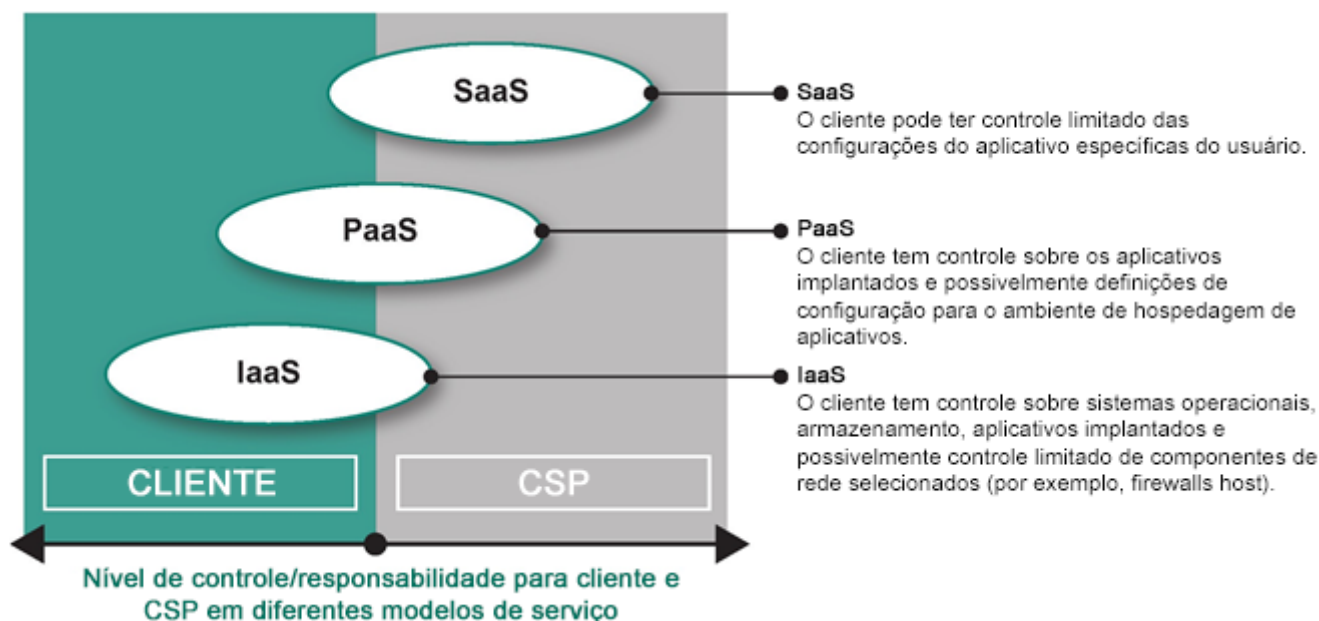 SaaS
SaaS
O cliente pode ter controle limitado das
configurações do aplicativo específicas do usuário.
PaaS
PaaS
O cliente tem controle sobre os aplicativos
implantados e possivelmente definições de
configuração para o ambiente de hospedagem de
aplicativos.
IaaS
IaaS
O cliente tem controle sobre sistemas operacionais,
armazenamento, aplicativos implantados e
possivelmente controle limitado de componentes de
rede selecionados (por exemplo, firewalls host).
CLIENTE
CSP
Nível de controle/responsabilidade para cliente e
CSP em diferentes modelos de serviço